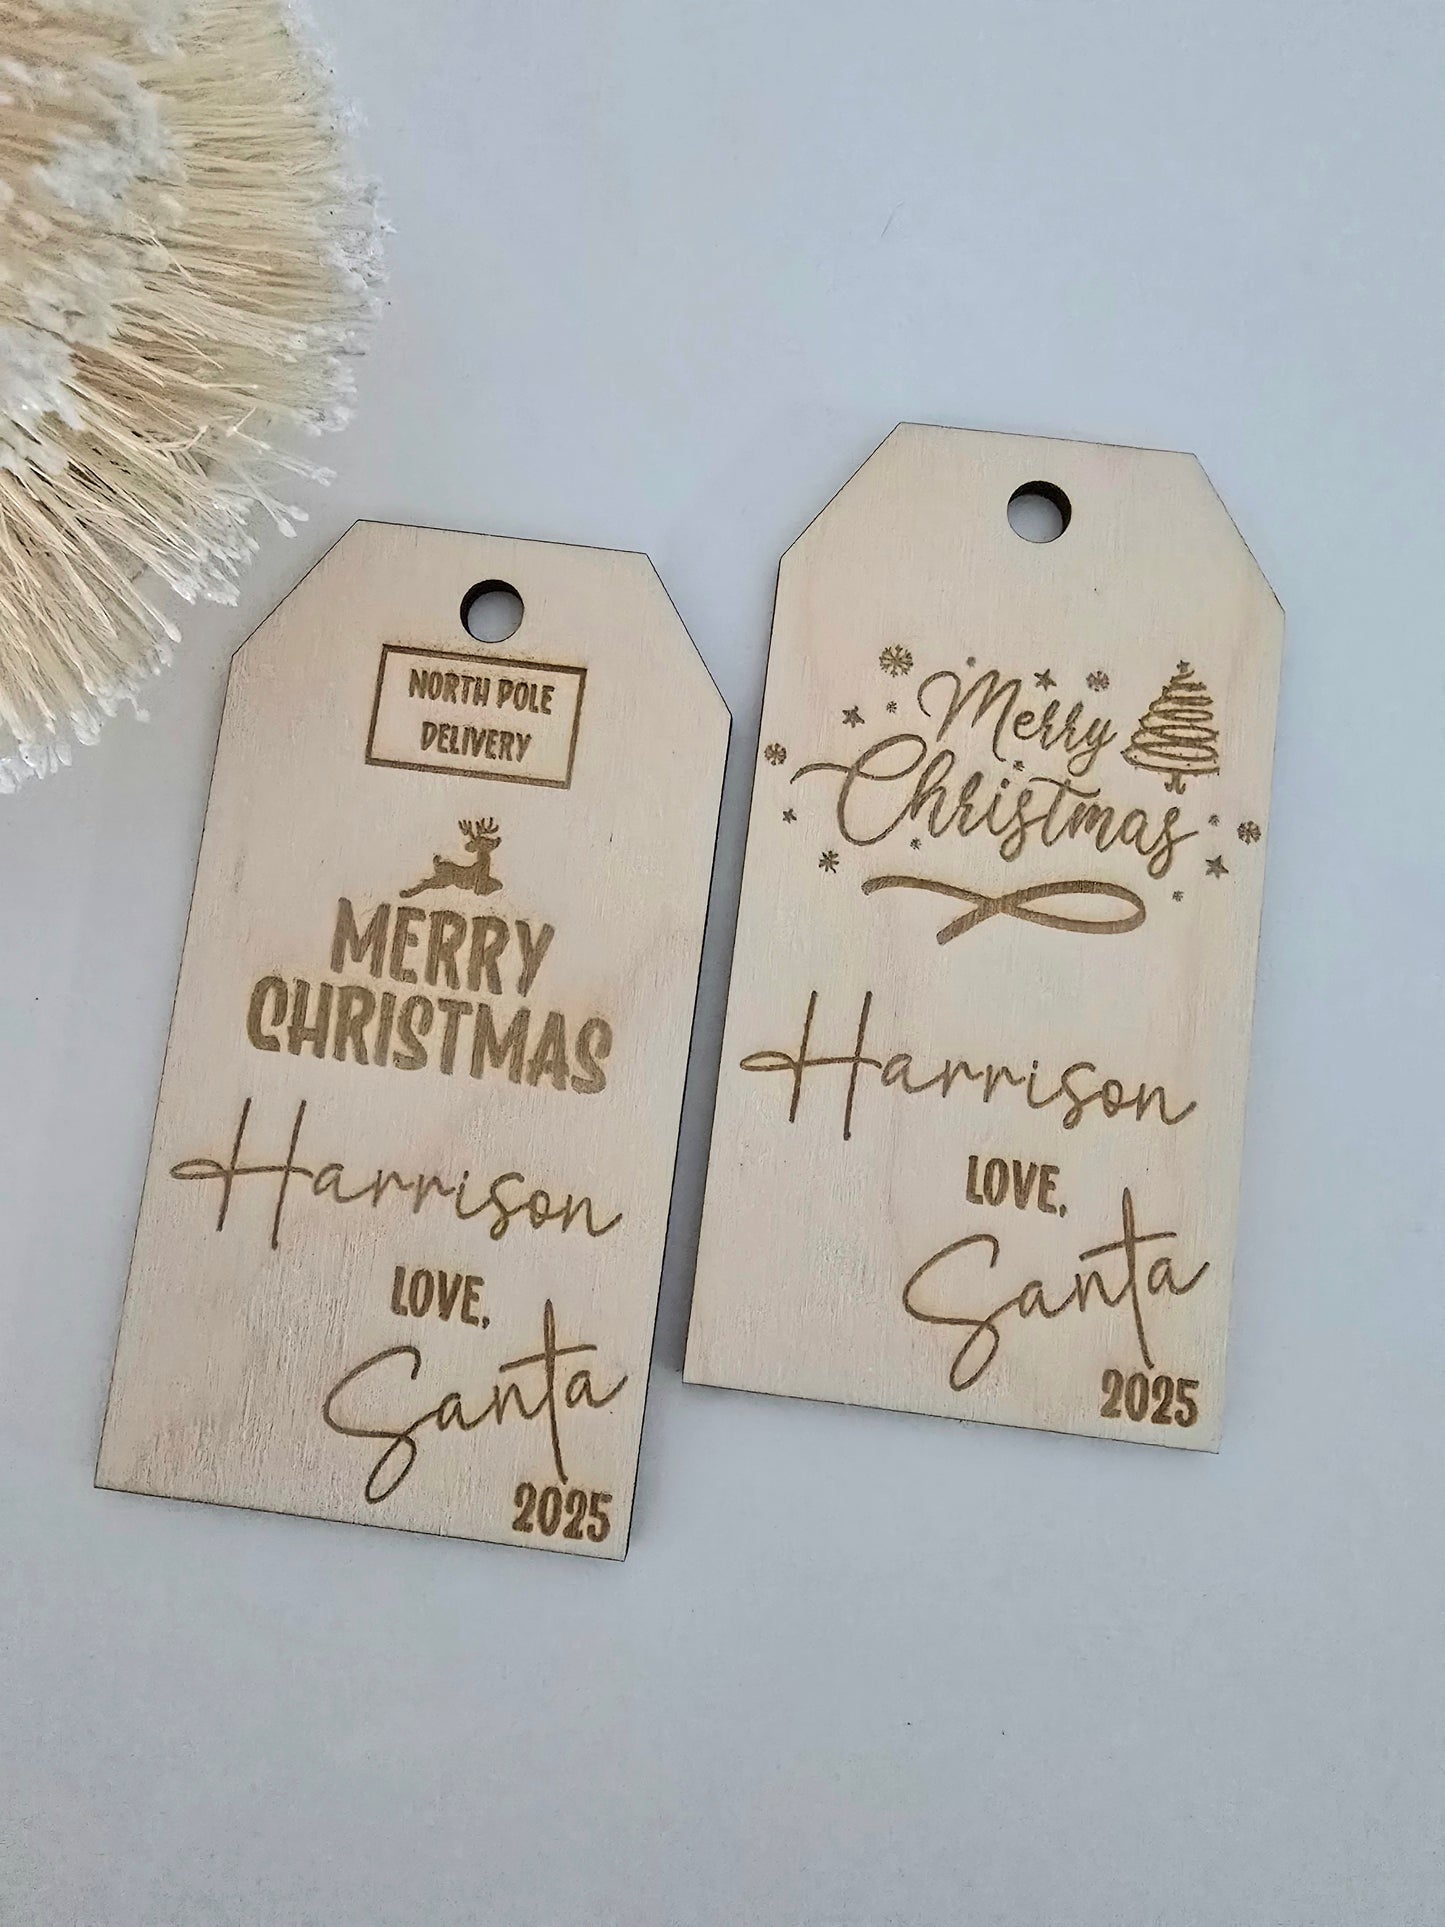 NORTH POLE
DELIVERY
MERRY
CHRISTMAS
Harrison
LOVE,
Santa
2025
Merry
Christmas
Harrison
LOVE,
Santa
2025